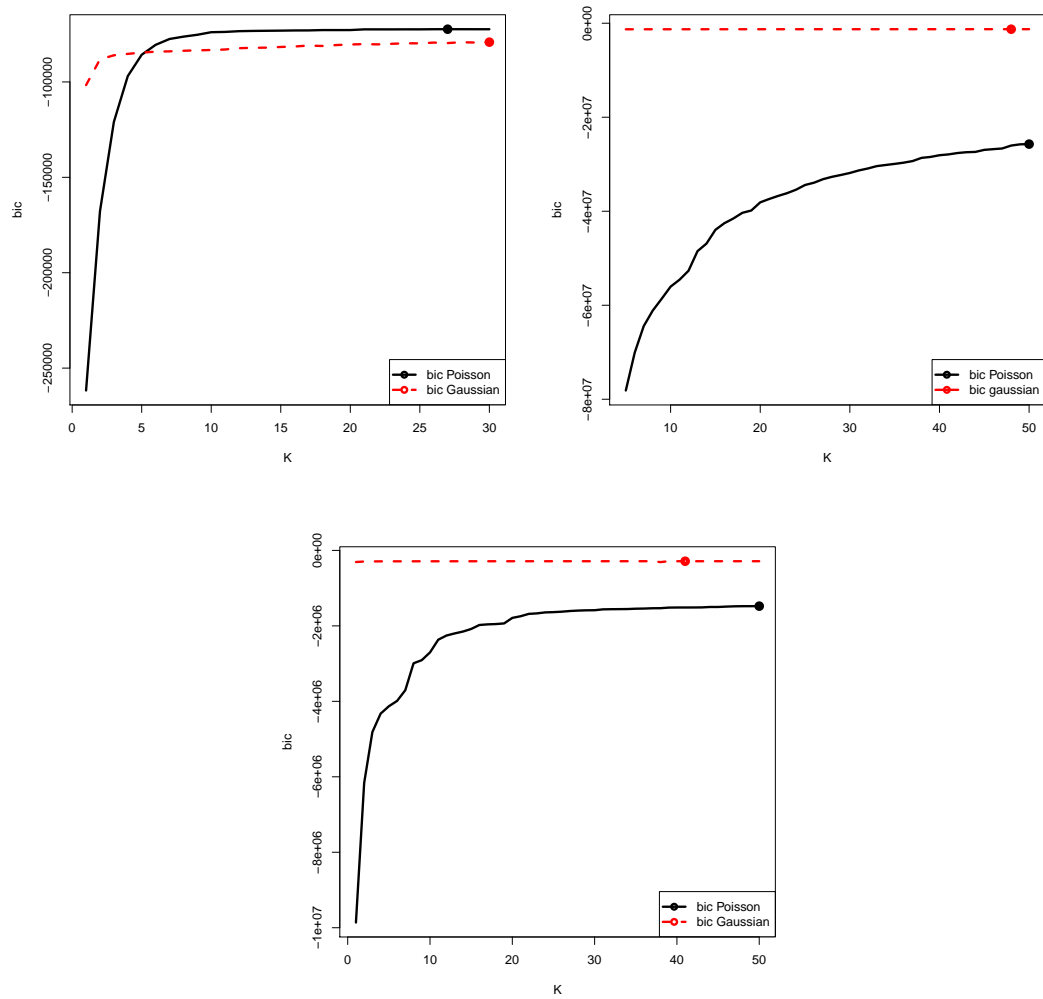 bic
−250000
−200000
−150000
−100000
0
5
10
15
20
25
30
K
bic Poisson
bic Gaussian
bic
−8e+07
−6e+07
−4e+07
−2e+07
0e+00
10
20
30
40
50
K
bic Poisson
bic gaussian
bic
−1e+07
−8e+06
−6e+06
−4e+06
−2e+06
0e+00
0
10
20
30
40
50
K
bic Poisson
bic Gaussian